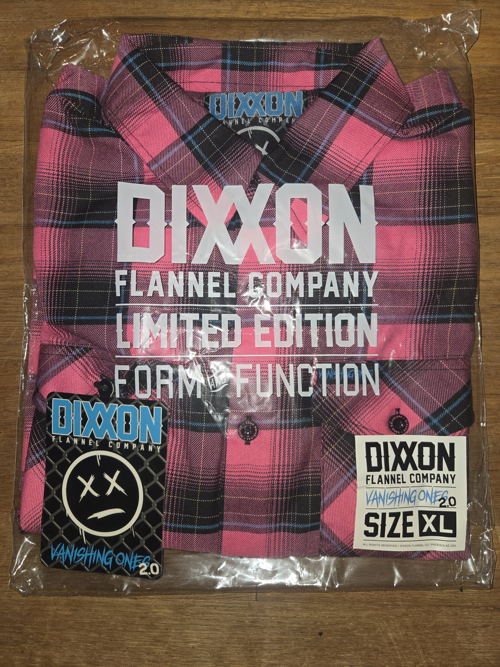 DIXXON
FLANNEL COMPANY
DIXXON
FLANNEL COMPANY
LIMITED EDITION
FORM FUNCTION
DIXXON
FLANNEL COMPANY
VANISHING ONES
2.0
DIXXON
FLANNEL COMPANY
VANISHING ONES
2.0
SIZE XL